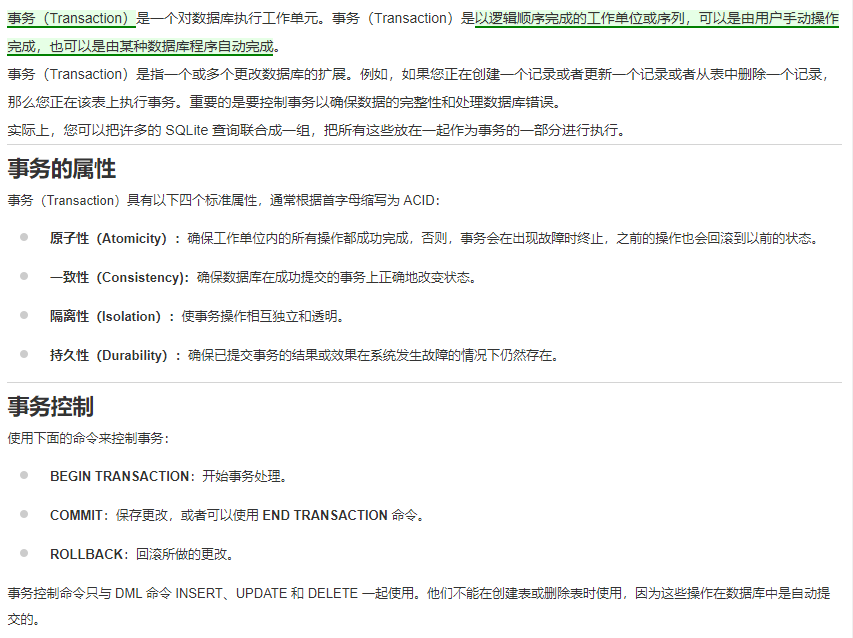 事务（Transaction）是一个对数据库执行工作单元。事务（Transaction）是以逻辑顺序完成的工作单位或序列，可以是由用户手动操作
完成，也可以是由某种数据库程序自动完成。
事务（Transaction）是指一个或多个更改数据库的扩展。例如，如果您正在创建一个记录或者更新一个记录或者从表中删除一个记录，
那么您正在该表上执行事务。重要的是要控制事务以确保数据的完整性和处理数据库错误。
实际上，您可以把许多的 SQLite 查询联合成一组，把所有这些放在一起作为事务的一部分进行执行。
事务的属性
事务（Transaction）具有以下四个标准属性，通常根据首字母缩写为 ACID：
原子性（Atomicity）：确保工作单位内的所有操作都成功完成，否则，事务会在出现故障时终止，之前的操作也会回滚到以前的状态。
一致性（Consistency)：确保数据库在成功提交的事务上正确地改变状态。
隔离性（Isolation）：使事务操作相互独立和透明。
持久性（Durability）：确保已提交事务的结果或效果在系统发生故障的情况下仍然存在。
事务控制
使用下面的命令来控制事务：
BEGIN TRANSACTION：开始事务处理。
COMMIT：保存更改，或者可以使用 END TRANSACTION 命令。
ROLLBACK：回滚所做的更改。
事务控制命令只与 DML 命令 INSERT、UPDATE 和 DELETE 一起使用。他们不能在创建表或删除表时使用，因为这些操作在数据库中是自动提
交的。